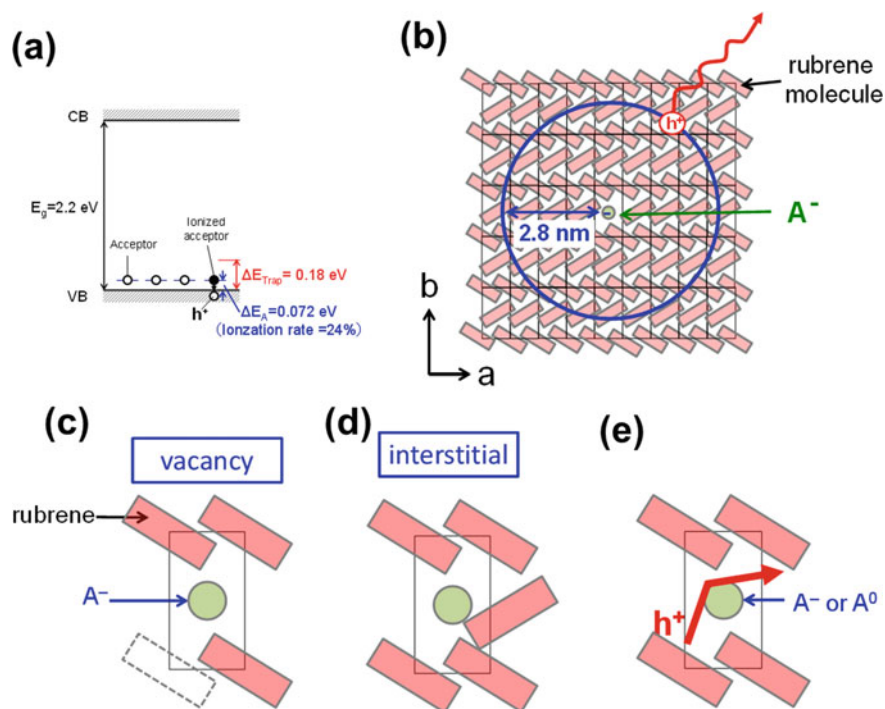 (a)
CB
E_g=2.2 eV
Ionized
acceptor
Acceptor
ΔE_Trap= 0.18 eV
VB
h⁺
ΔE_A=0.072 eV
(Ionzation rate =24%)
(b)
rubrene
molecule
h⁺
A⁻
2.8 nm
b
a
(c)
vacancy
rubrene
A⁻
(d)
interstitial
(e)
h⁺
A⁻ or A⁰